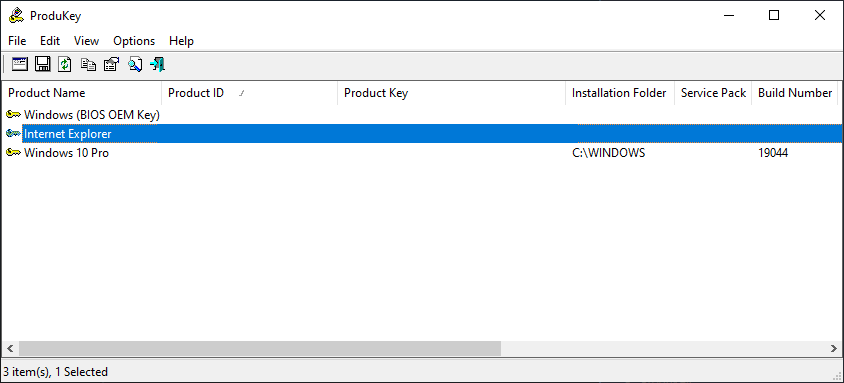 ProduKey
File Edit View Options Help
Product Name Product ID Product Key Installation Folder Service Pack Build Number
Windows (BIOS OEM Key)
Internet Explorer
Windows 10 Pro C:\WINDOWS 19044
3 item(s), 1 Selected